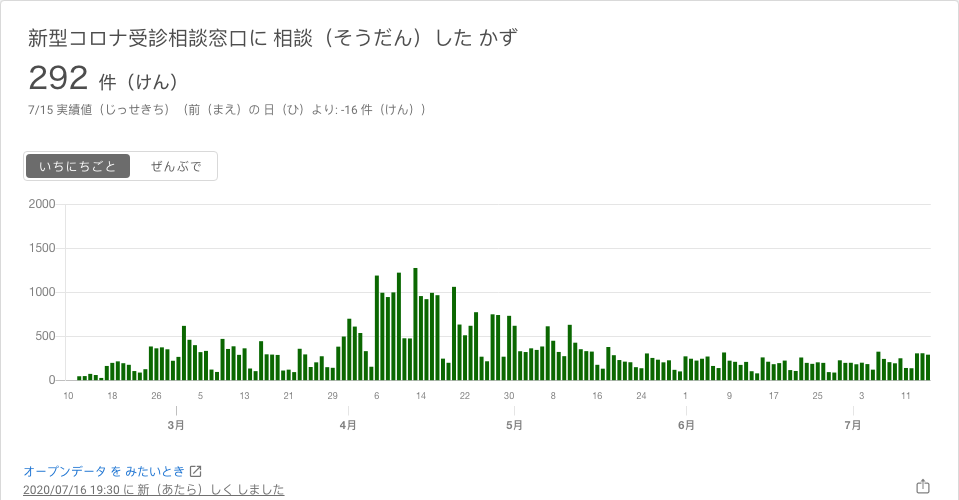 新型コロナ受診相談窓口に 相談（そうだん）した かず
292 件（けん）
7/15 実績値（じっせきち）（前（まえ）の 日（ひ）より: -16 件（けん））
いちにちごと ぜんぶで
2000
1500
1000
500
0
10 18 26 5 13 21 29 6 14 22 30 8 16 24 1 9 17 25 3 11
3月 4月 5月 6月 7月
オープンデータ を みたいとき
2020/07/16 19:30 に 新（あたら）しく しました